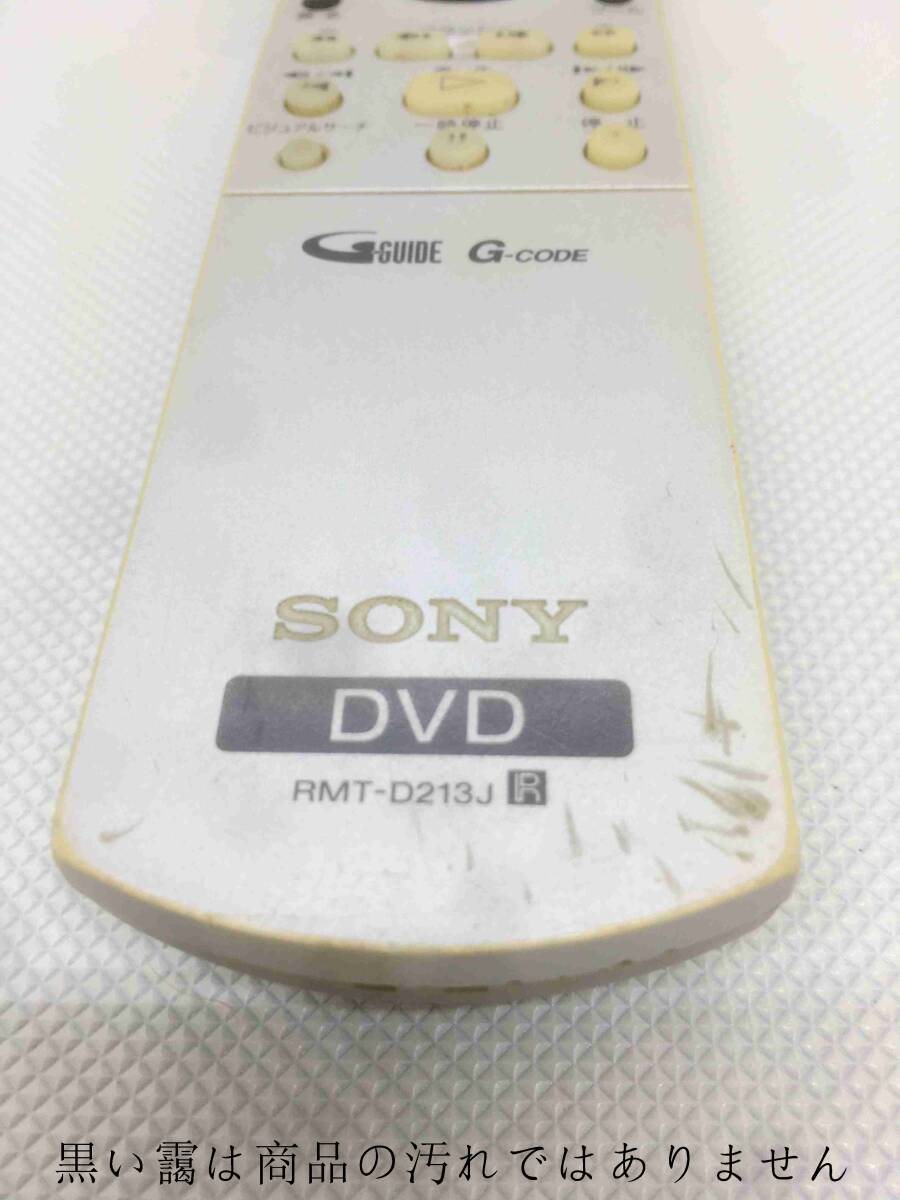 ビジュアルサーチ 一時停止 停止
G-GUIDE G-CODE
SONY
DVD
RMT-D213J R
黒い靄は商品の汚れではありません